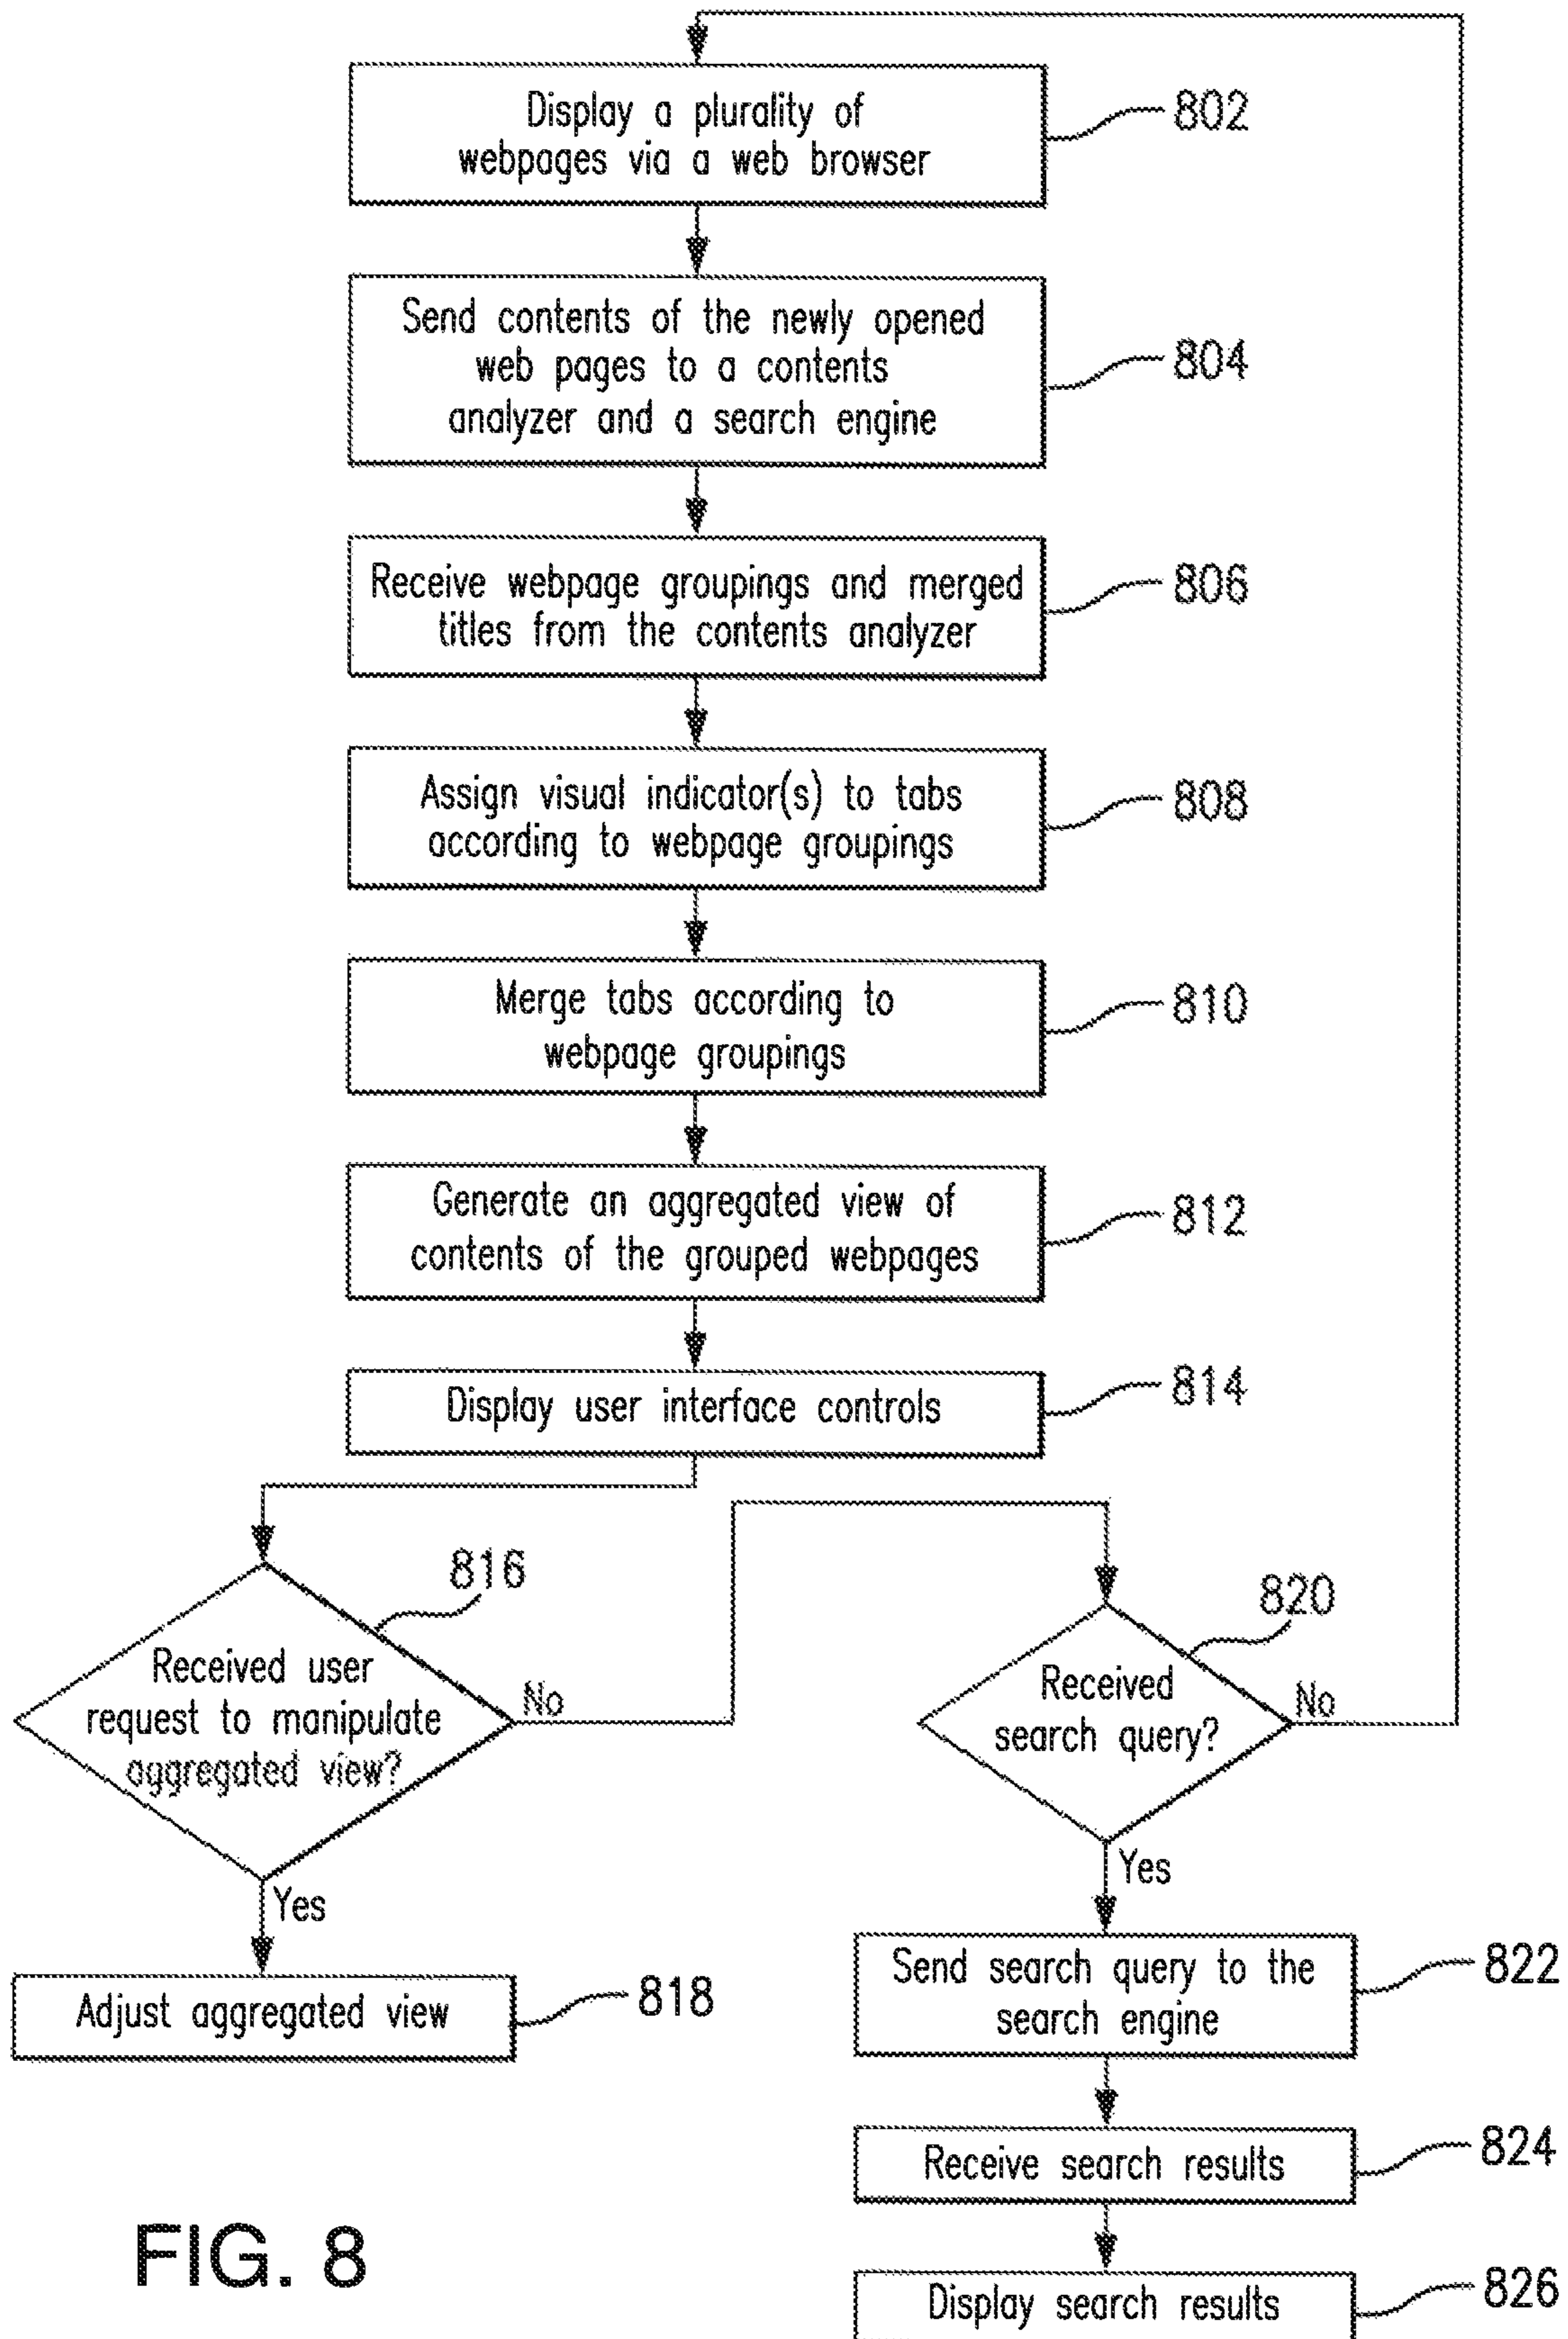 Display a plurality of
webpages via a web browser
802
Send contents of the newly opened
web pages to a contents
analyzer and a search engine
804
Receive webpage groupings and merged
titles from the contents analyzer
806
Assign visual indicator(s) to tabs
according to webpage groupings
808
Merge tabs according to
webpage groupings
810
Generate an aggregated view of
contents of the grouped webpages
812
Display user interface controls
814
816
Received user
request to manipulate
aggregated view?
No
Yes
Adjust aggregated view
818
820
Received
search query?
No
Yes
Send search query to the
search engine
822
Receive search results
824
Display search results
826
FIG. 8